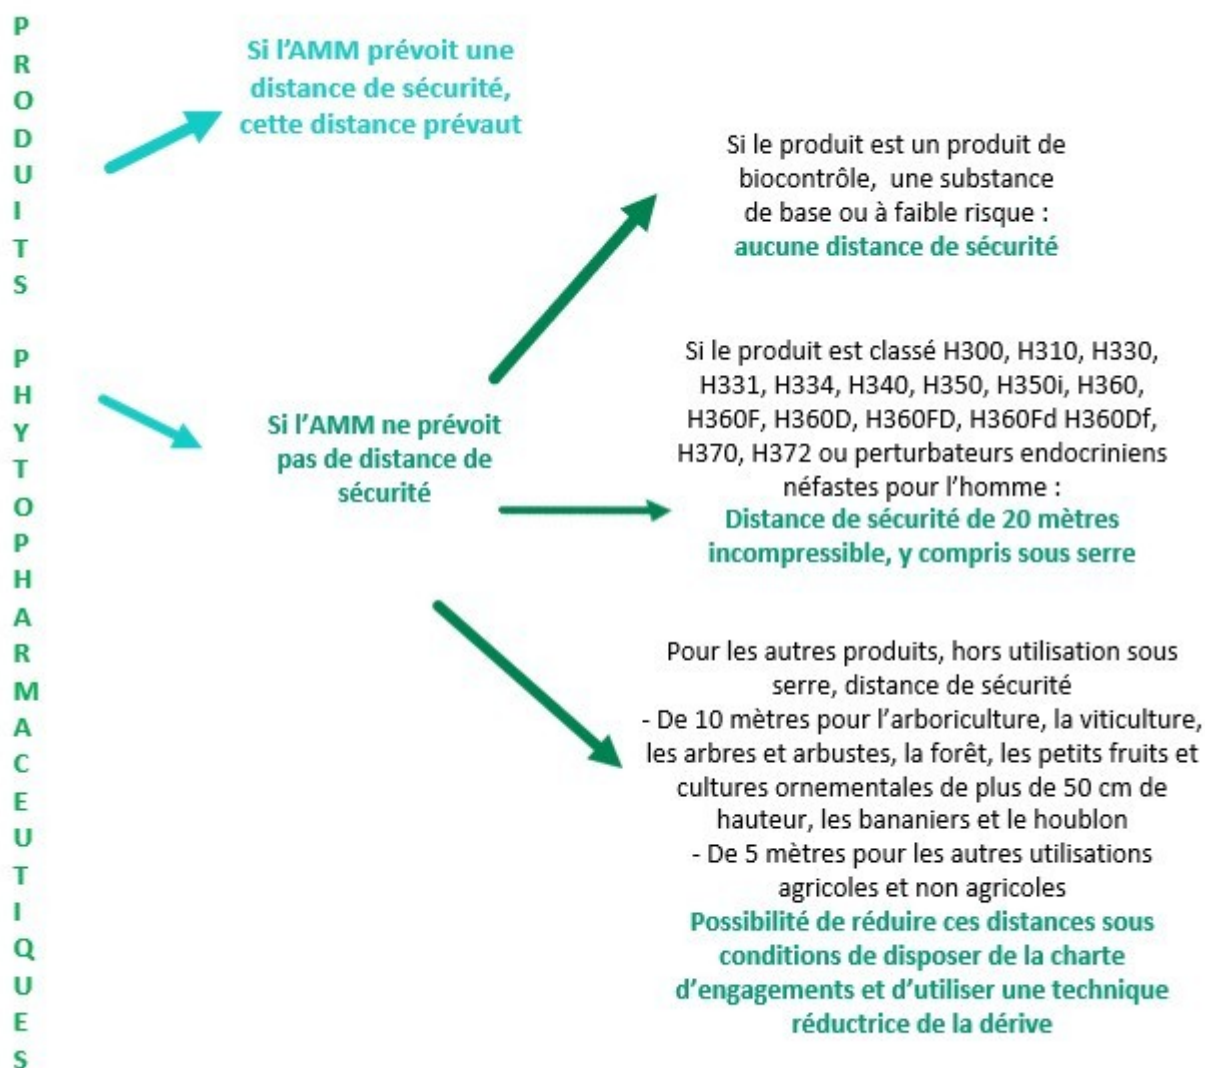 PRODUITS PHYTOPHARMACEUTIQUES
Si l'AMM prévoit une
distance de sécurité,
cette distance prévaut
Si l'AMM ne prévoit
pas de distance de
sécurité
Si le produit est un produit de
biocontrôle, une substance
de base ou à faible risque :
aucune distance de sécurité
Si le produit est classé H300, H310, H330,
H331, H334, H340, H350, H350i, H360,
H360F, H360D, H360FD, H360Fd H360Df,
H370, H372 ou perturbateurs endocriniens
néfastes pour l'homme :
Distance de sécurité de 20 mètres
incompressible, y compris sous serre
Pour les autres produits, hors utilisation sous
serre, distance de sécurité
- De 10 mètres pour l'arboriculture, la viticulture,
les arbres et arbustes, la forêt, les petits fruits et
cultures ornementales de plus de 50 cm de
hauteur, les bananiers et le houblon
- De 5 mètres pour les autres utilisations
agricoles et non agricoles
Possibilité de réduire ces distances sous
conditions de disposer de la charte
d'engagements et d'utiliser une technique
réductrice de la dérive